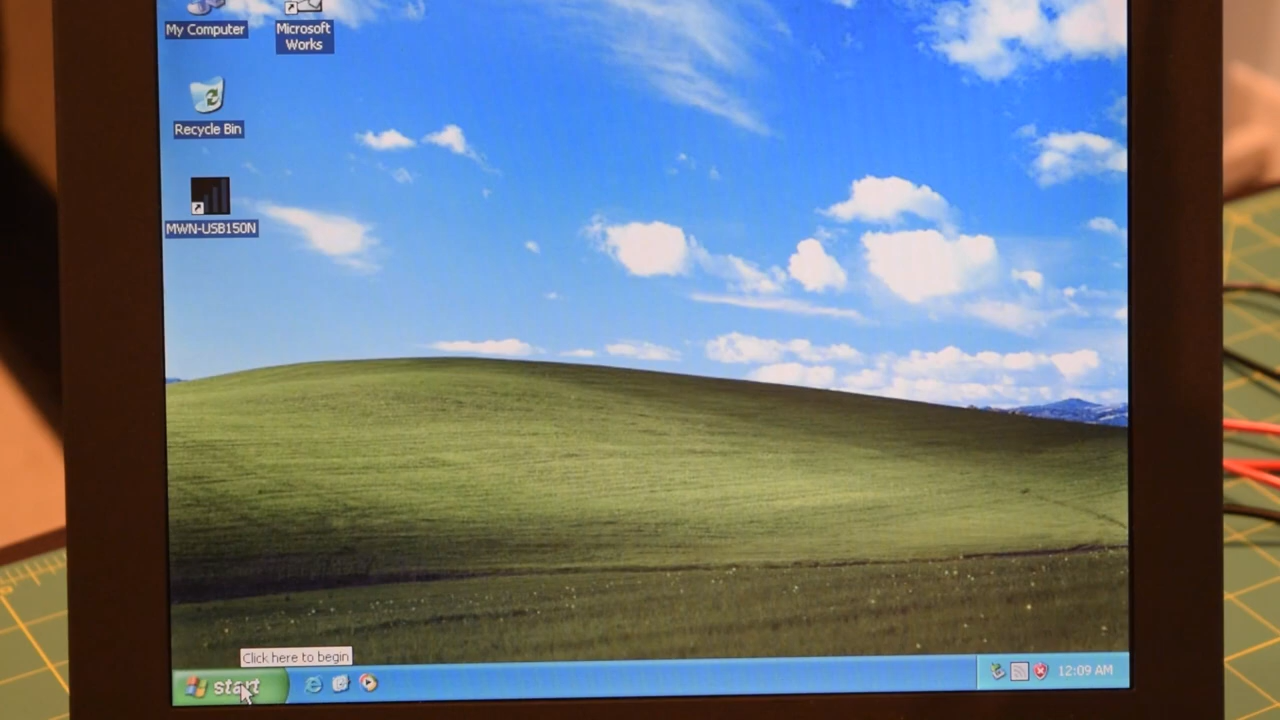 My Computer
Microsoft
Works
Recycle Bin
MWN-USB150N
Click here to begin
start
12:09 AM